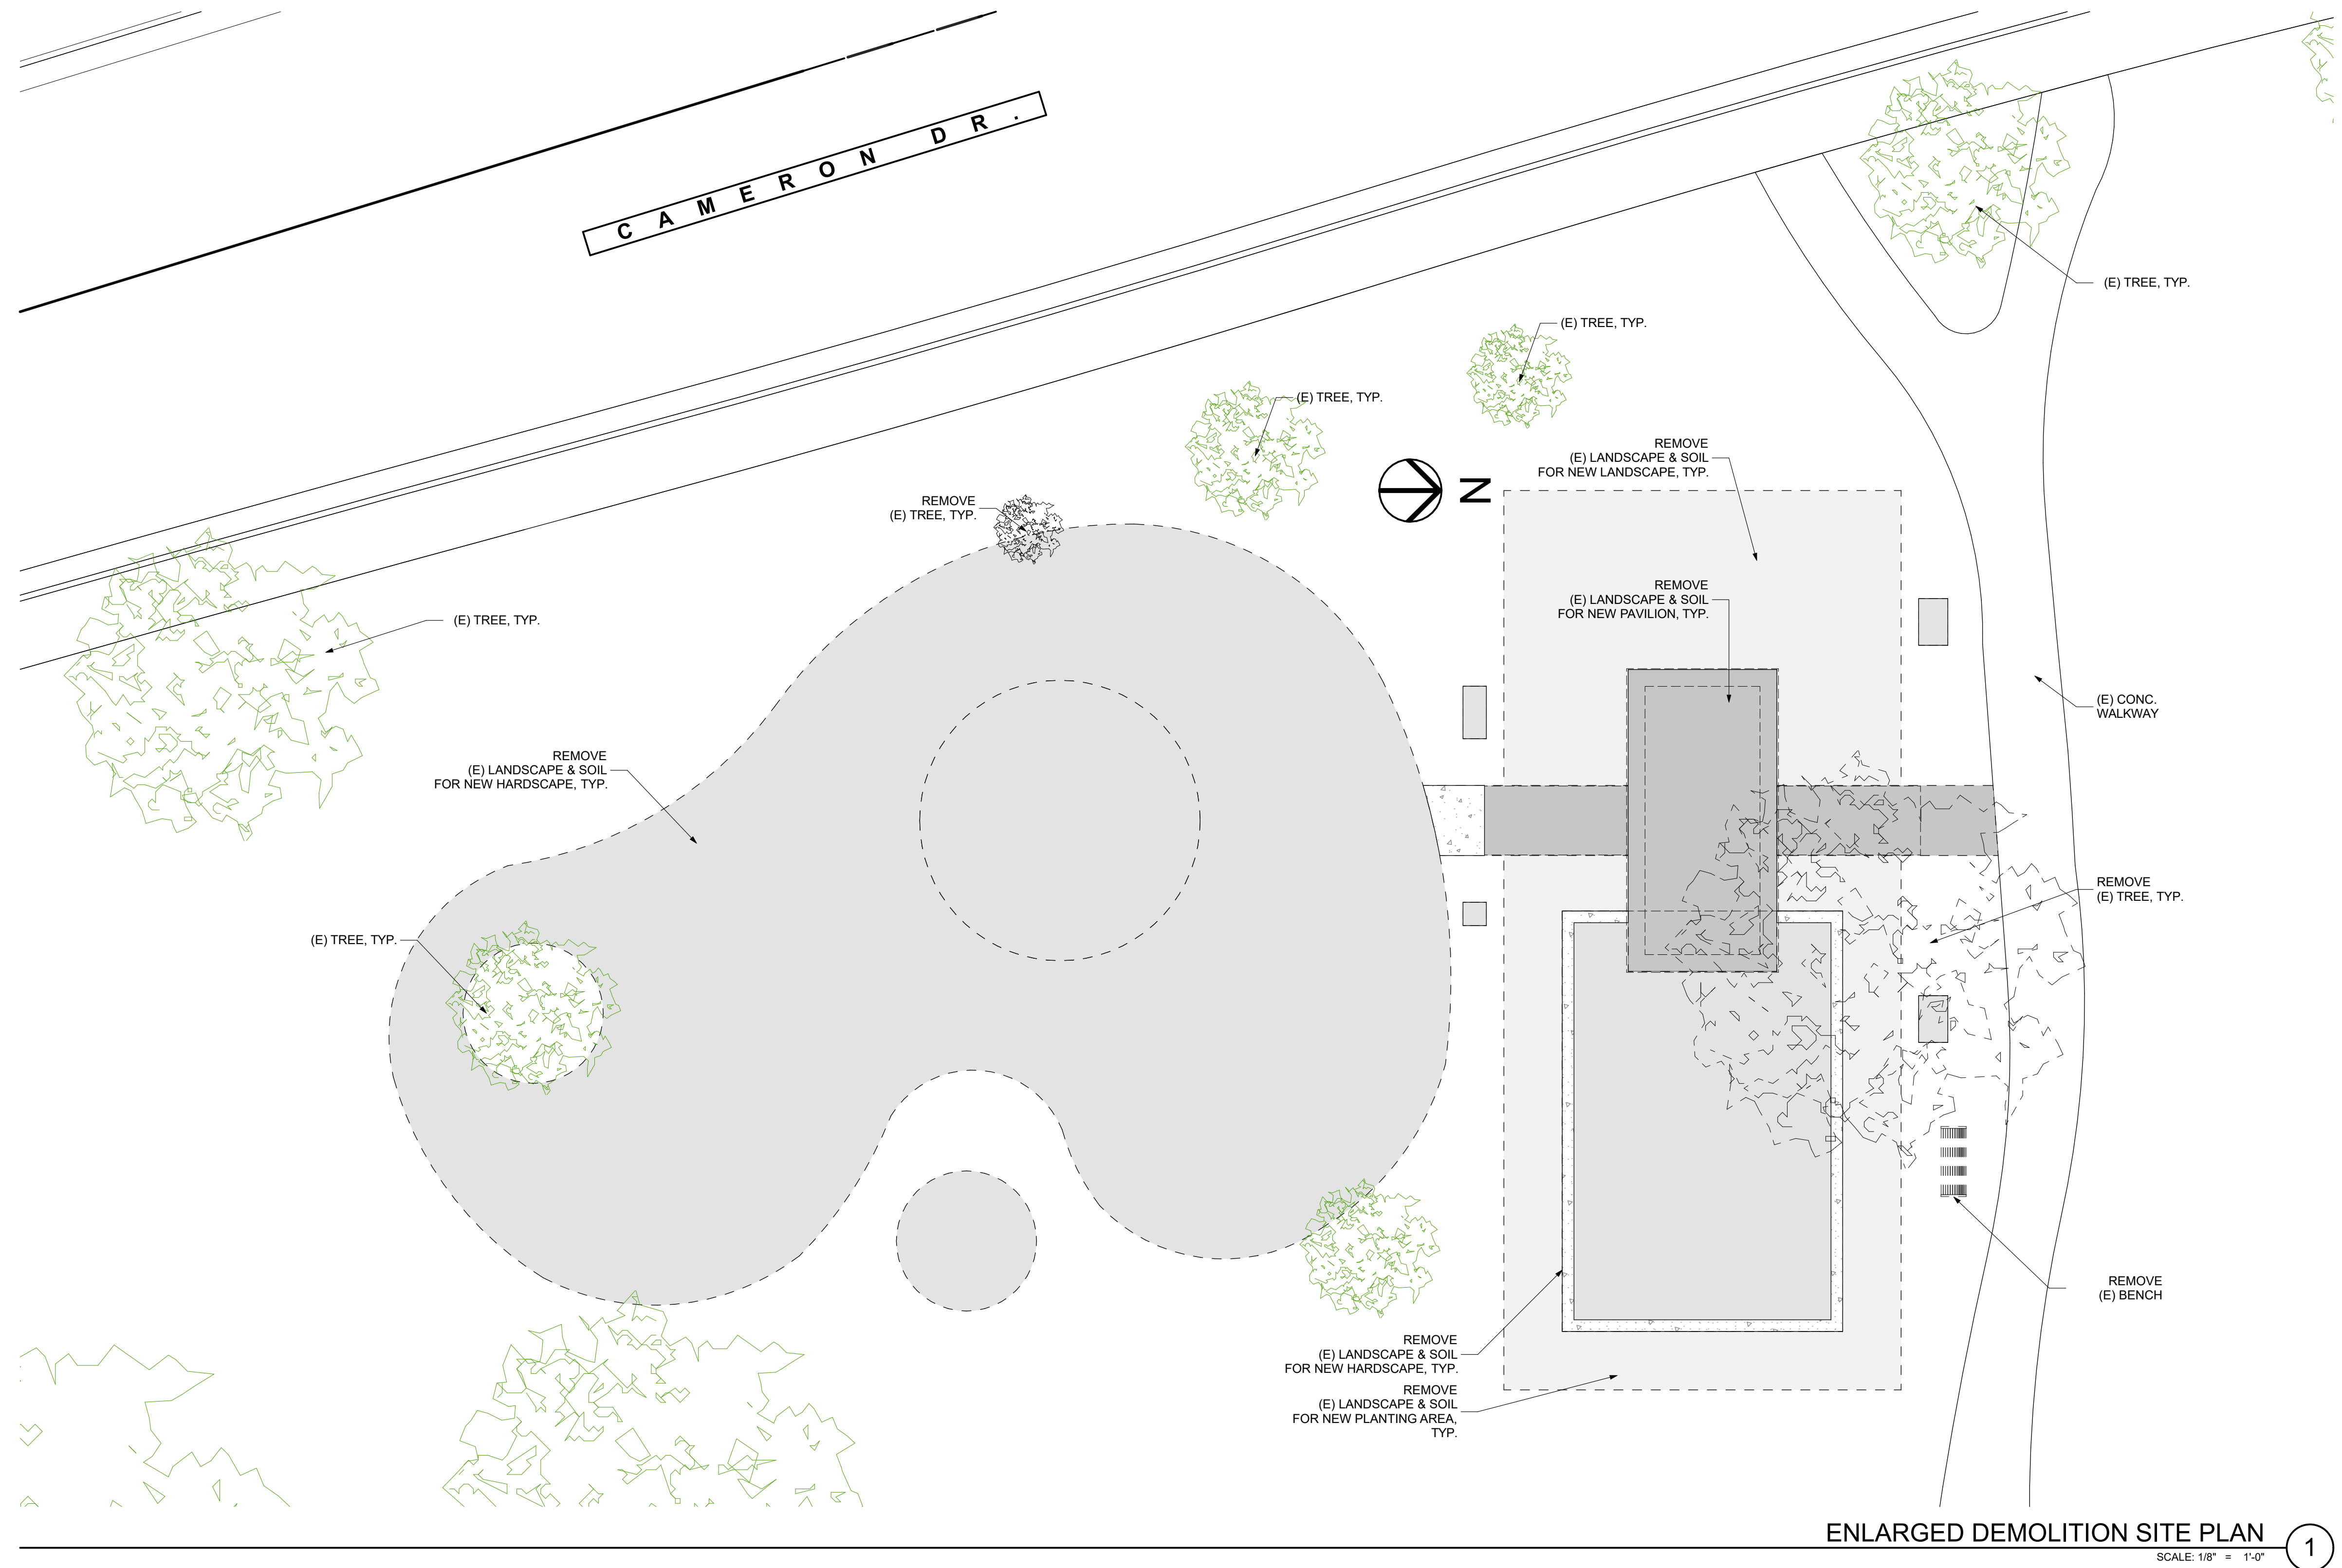 CAMERON DR.
(E) TREE, TYP.
(E) TREE, TYP.
(E) TREE, TYP.
N
REMOVE
(E) LANDSCAPE & SOIL
FOR NEW LANDSCAPE, TYP.
REMOVE
(E) TREE, TYP.
REMOVE
(E) LANDSCAPE & SOIL
FOR NEW PAVILION, TYP.
(E) TREE, TYP.
(E) CONC.
WALKWAY
REMOVE
(E) LANDSCAPE & SOIL
FOR NEW HARDSCAPE, TYP.
REMOVE
(E) TREE, TYP.
(E) TREE, TYP.
REMOVE
(E) BENCH
REMOVE
(E) LANDSCAPE & SOIL
FOR NEW HARDSCAPE, TYP.
REMOVE
(E) LANDSCAPE & SOIL
FOR NEW PLANTING AREA,
TYP.
ENLARGED DEMOLITION SITE PLAN
1
SCALE: 1/8" = 1'-0"